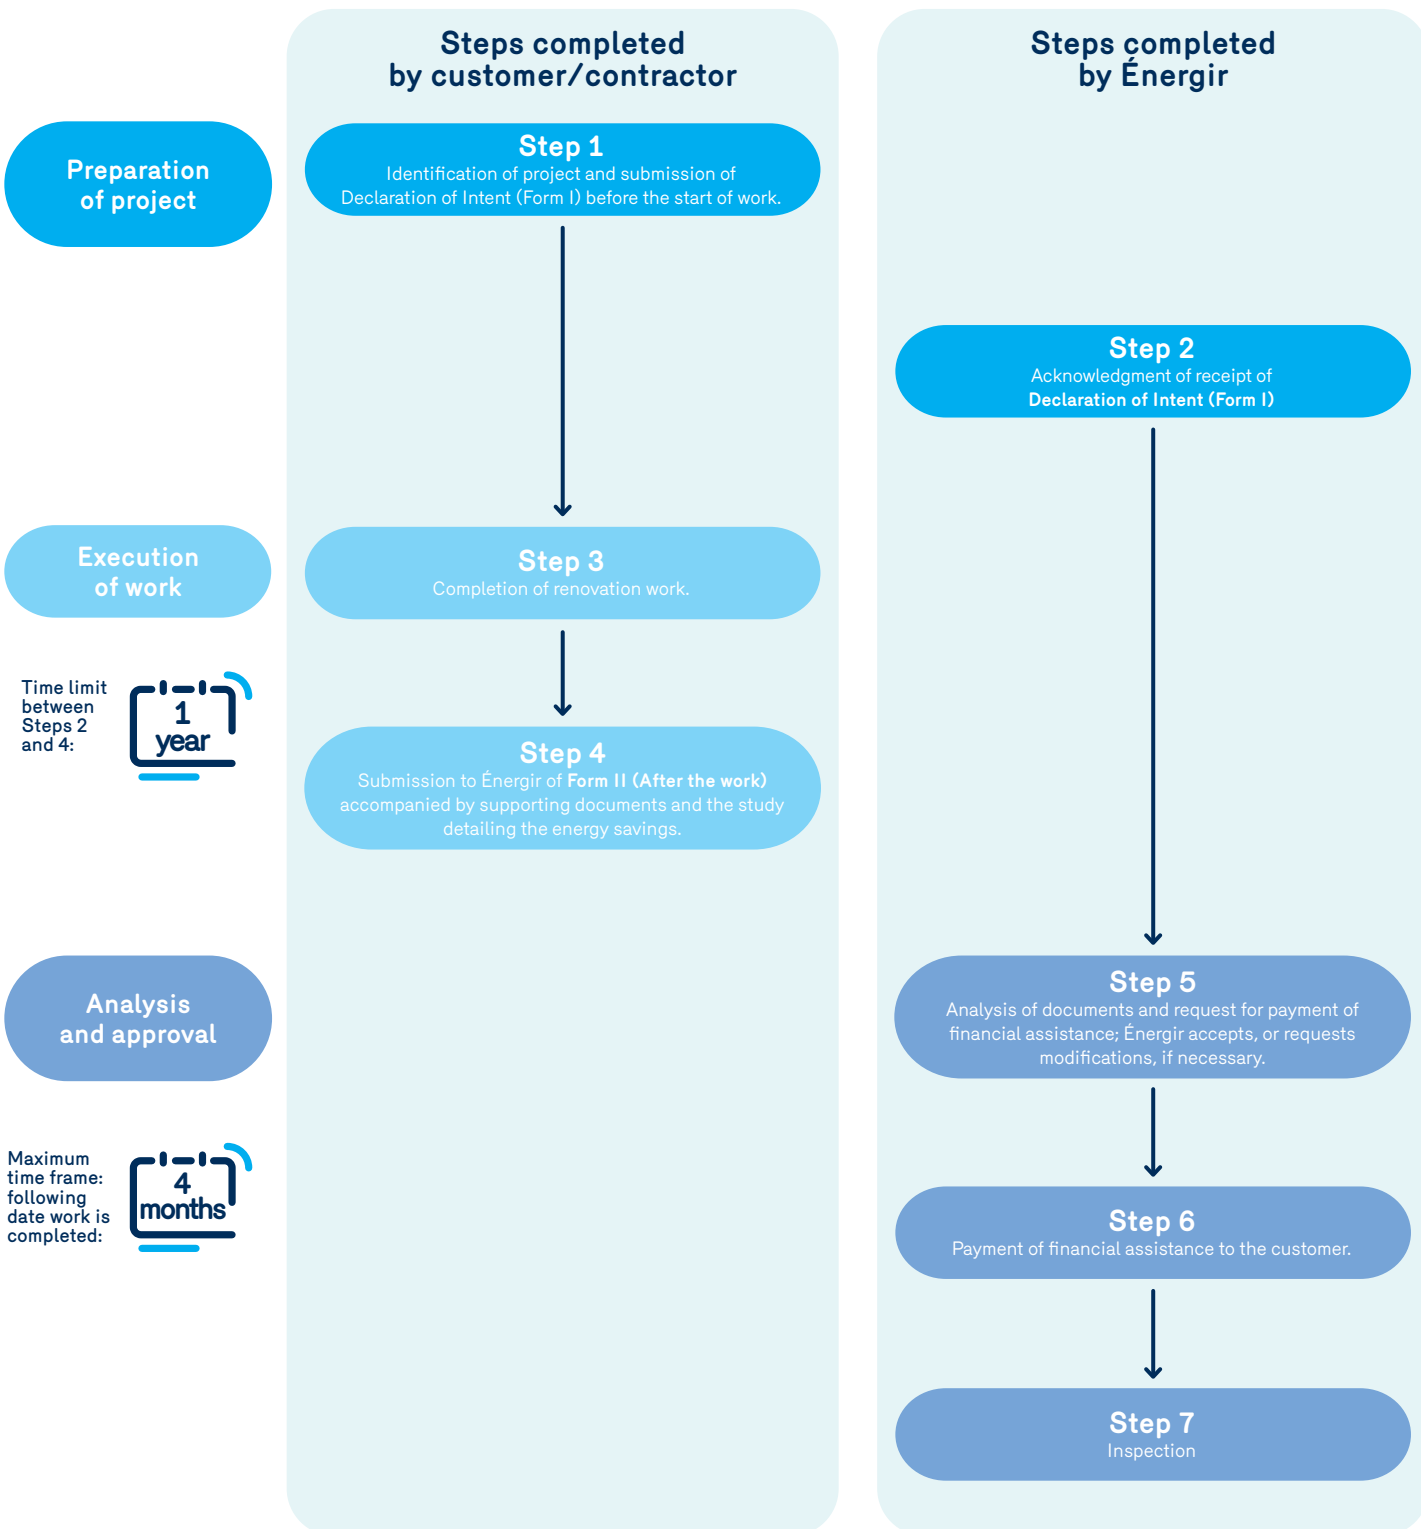 Steps completed
by customer/contractor
Steps completed
by Énergir
Preparation
of project
Step 1
Identification of project and submission of
Declaration of Intent (Form I) before the start of work.
Step 2
Acknowledgment of receipt of
Declaration of Intent (Form I)
Execution
of work
Step 3
Completion of renovation work.
Time limit
between
Steps 2
and 4:
1
year
Step 4
Submission to Énergir of Form II (After the work)
accompanied by supporting documents and the study
detailing the energy savings.
Analysis
and approval
Step 5
Analysis of documents and request for payment of
financial assistance; Énergir accepts, or requests
modifications, if necessary.
Maximum
time frame:
following
date work is
completed:
4
months
Step 6
Payment of financial assistance to the customer.
Step 7
Inspection